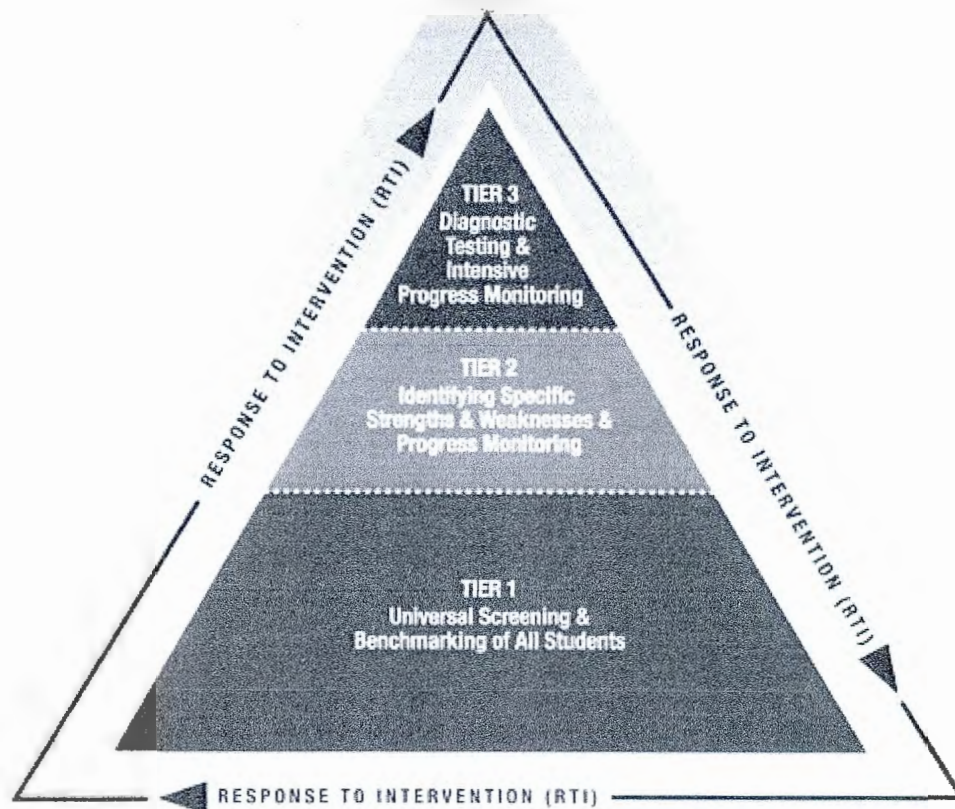 RESPONSE TO INTERVENTION (RTI)
RESPONSE TO INTERVENTION (RTI)
TIER 3
Diagnostic
Testing &
Intensive
Progress Monitoring
TIER 2
Identifying Specific
Strengths & Weaknesses &
Progress Monitoring
TIER 1
Universal Screening &
Benchmarking of All Students
RESPONSE TO INTERVENTION (RTI)